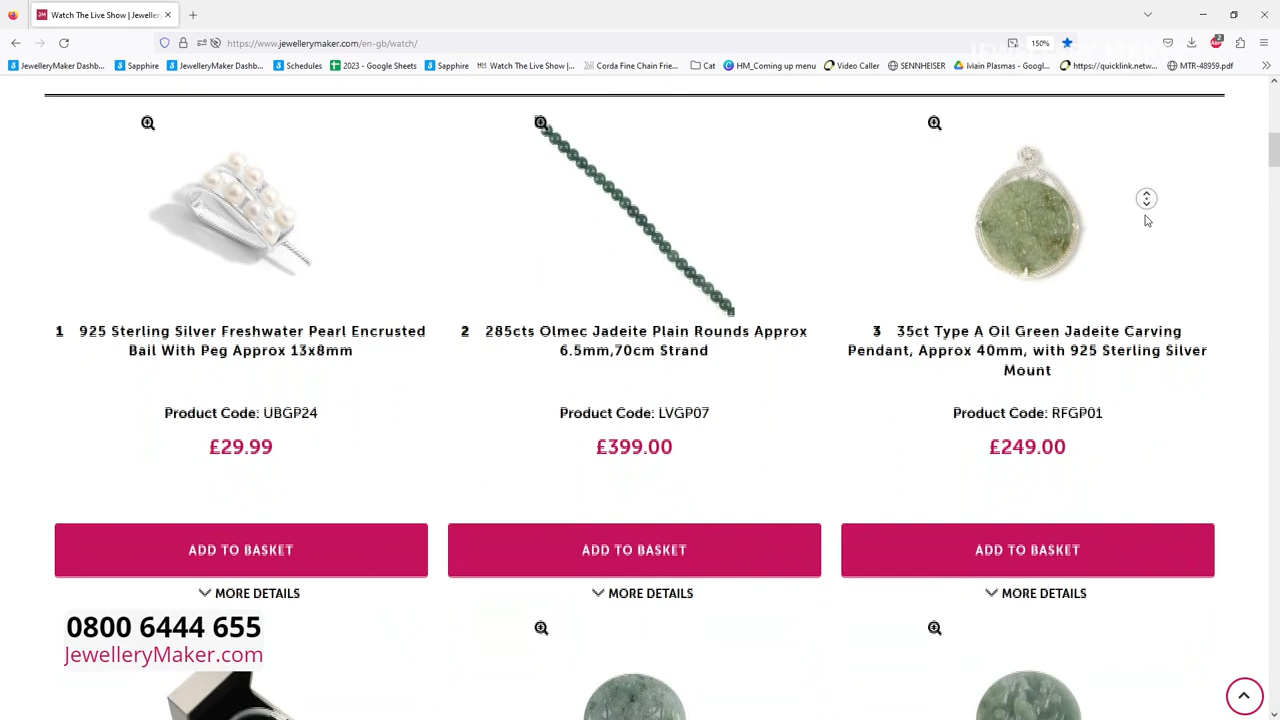 Watch The Live Show | Jeweller
https://www.jewellerymaker.com/en-gb/watch/
150%
2
JewelleryMaker Dashb...
Sapphire
JewelleryMaker Dashb...
Schedules
2023 - Google Sheets
Sapphire
Watch The Live Show |...
Corda Fine Chain Frie...
Cat
HM_Coming up menu
Video Caller
SENNHEISER
Main Plasmas - Googl...
https://quicklink.netw...
MTR-48959.pdf
1 925 Sterling Silver Freshwater Pearl Encrusted
Bail With Peg Approx 13x8mm
Product Code: UBGP24
£29.99
ADD TO BASKET
MORE DETAILS
2 285cts Olmec Jadeite Plain Rounds Approx
6.5mm,70cm Strand
Product Code: LVGP07
£399.00
ADD TO BASKET
MORE DETAILS
3 35ct Type A Oil Green Jadeite Carving
Pendant, Approx 40mm, with 925 Sterling Silver
Mount
Product Code: RFGP01
£249.00
ADD TO BASKET
MORE DETAILS
0800 6444 655
JewelleryMaker.com